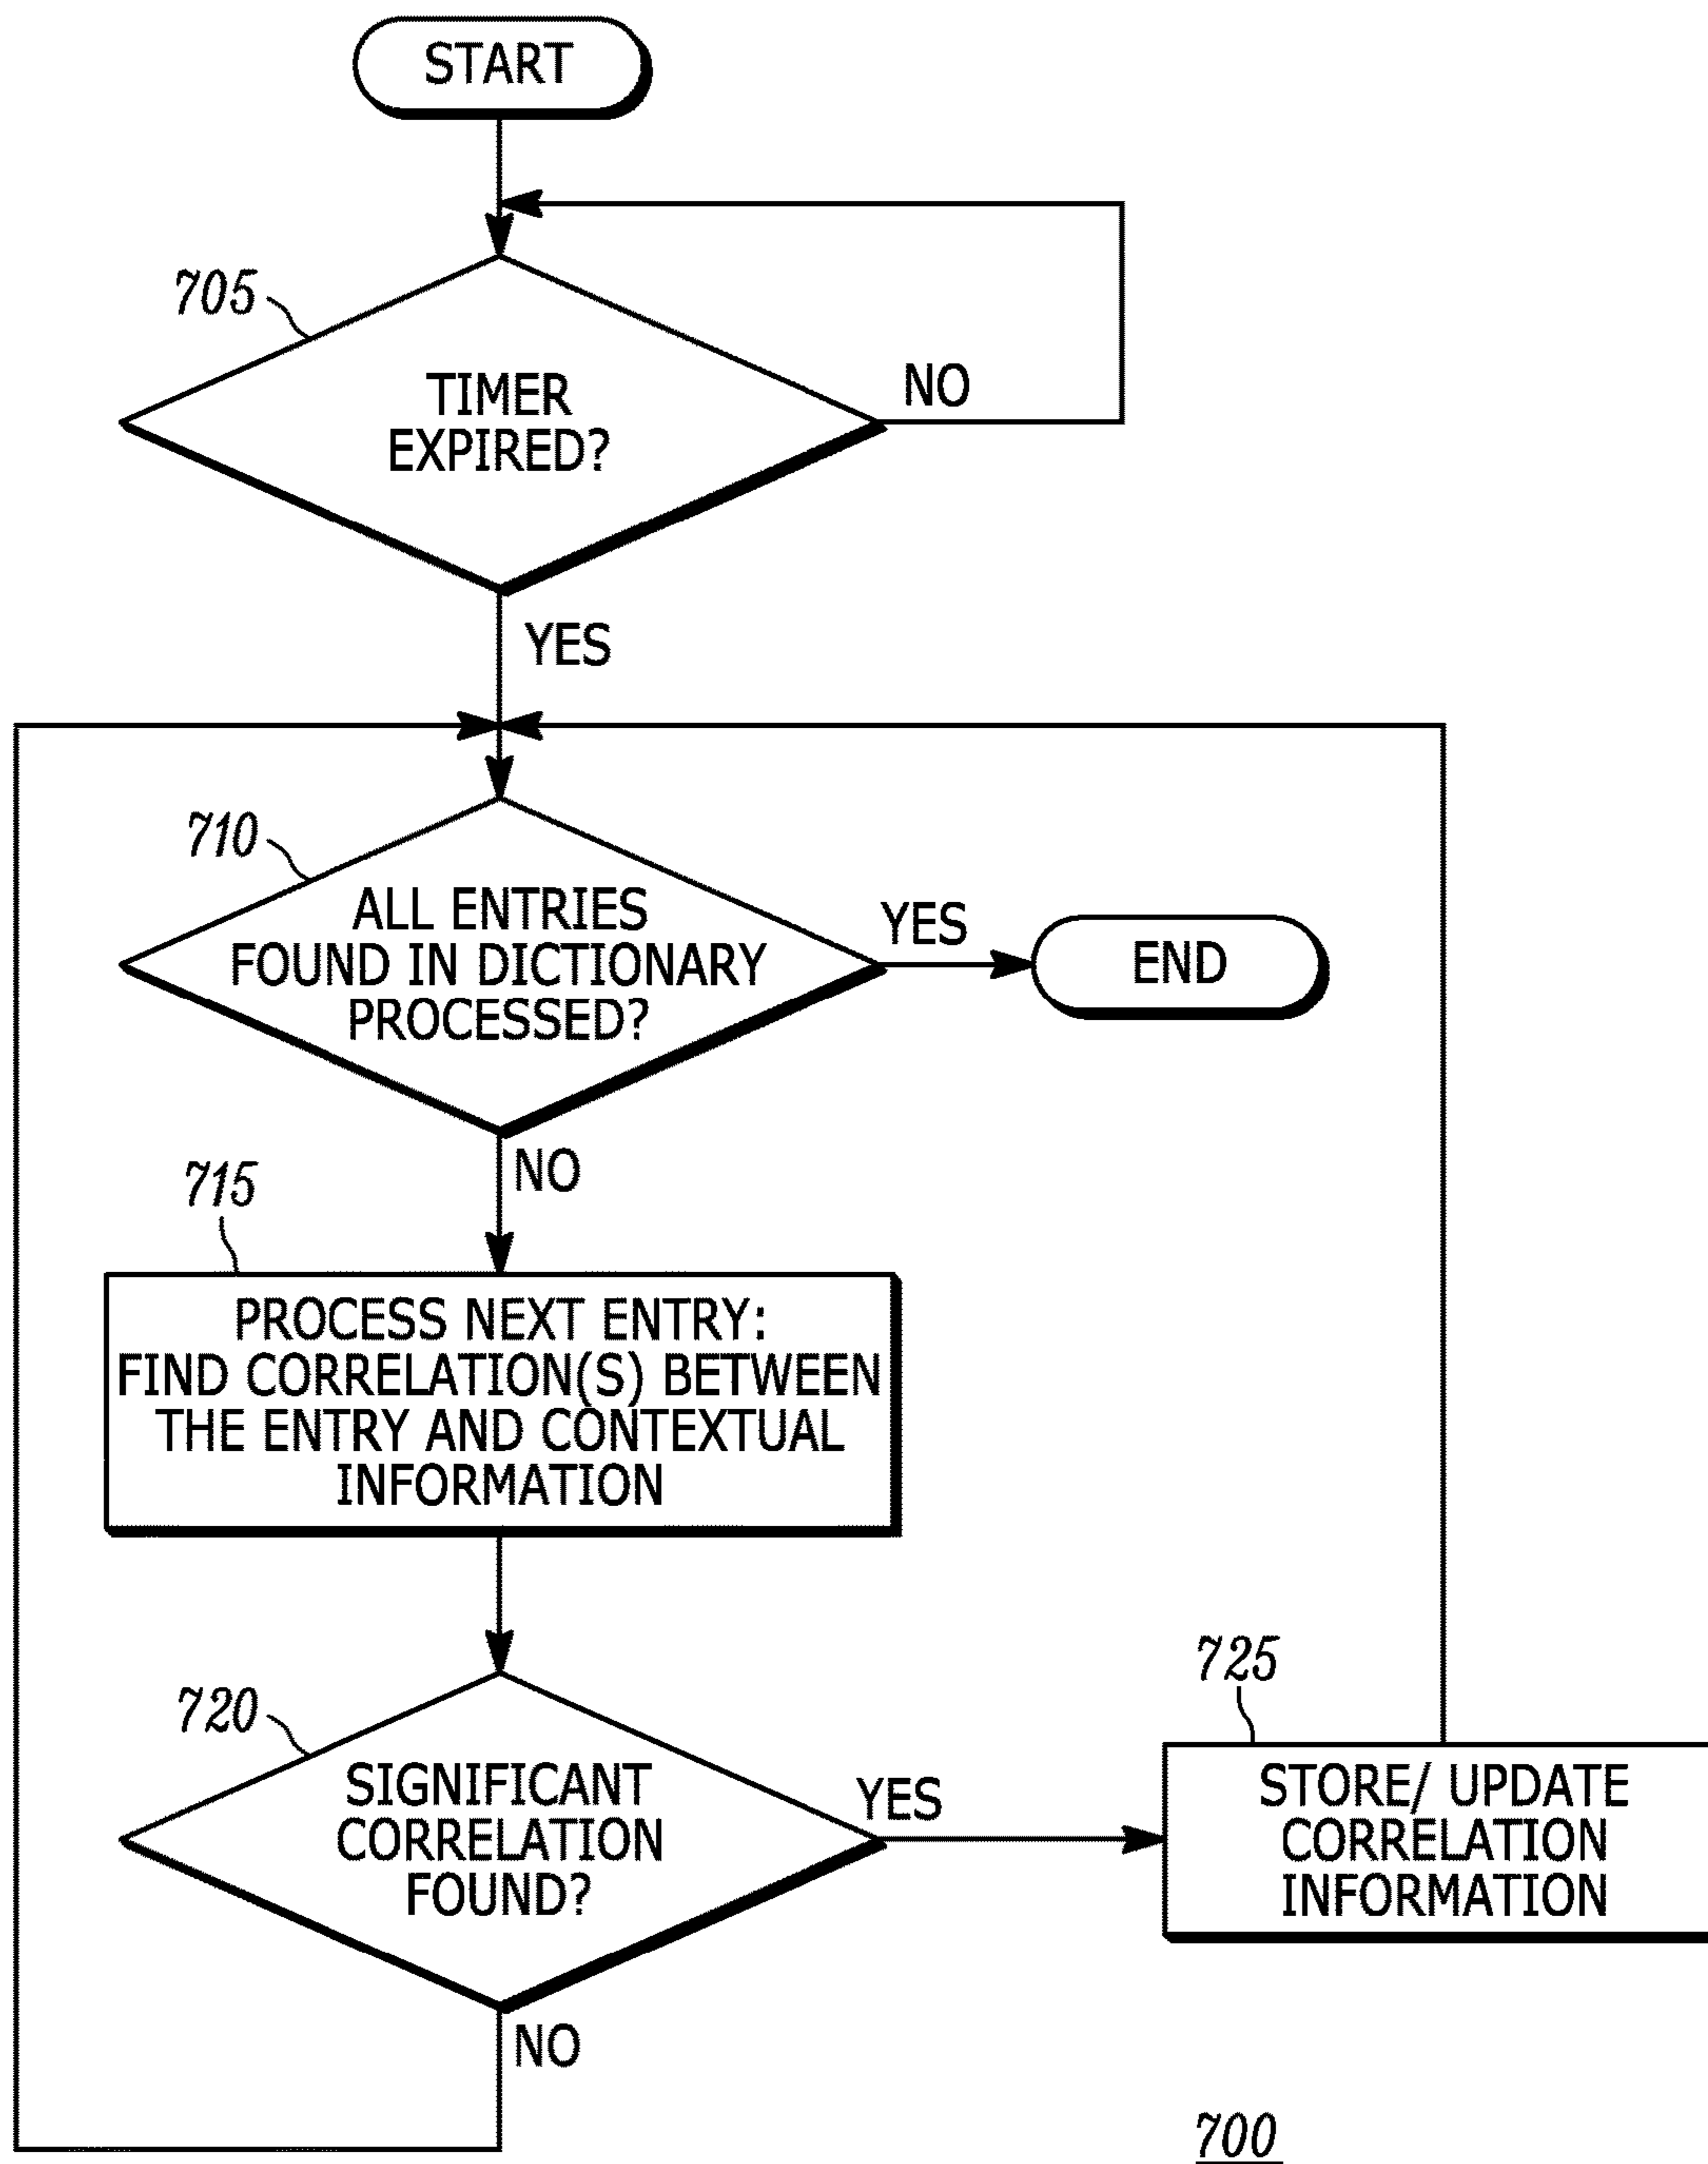 START
705
TIMER
EXPIRED?
NO
YES
710
ALL ENTRIES
FOUND IN DICTIONARY
PROCESSED?
YES
END
NO
715
PROCESS NEXT ENTRY:
FIND CORRELATION(S) BETWEEN
THE ENTRY AND CONTEXTUAL
INFORMATION
720
SIGNIFICANT
CORRELATION
FOUND?
YES
725
STORE/ UPDATE
CORRELATION
INFORMATION
NO
700